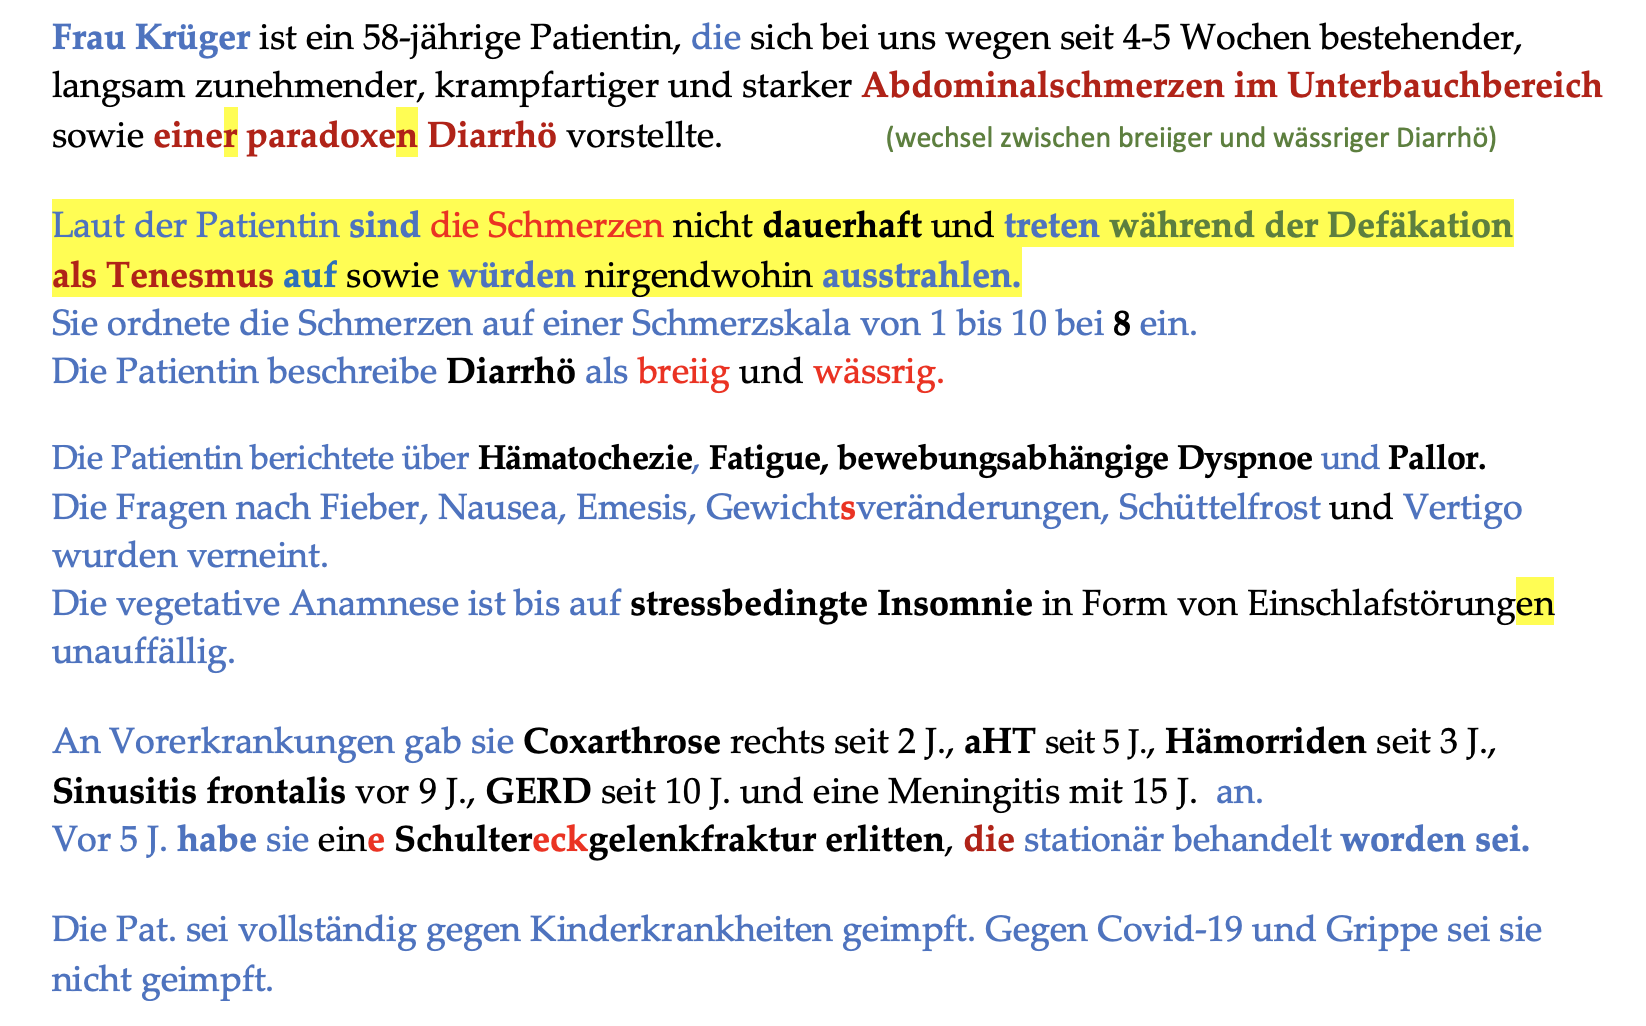 Frau Krüger ist ein 58-jährige Patientin, die sich bei uns wegen seit 4-5 Wochen bestehender,
langsam zunehmender, krampfartiger und starker Abdominalschmerzen im Unterbauchbereich
sowie einer paradoxen Diarrhö vorstellte. (wechsel zwischen breiiger und wässriger Diarrhö)
Laut der Patientin sind die Schmerzen nicht dauerhaft und treten während der Defäkation
als Tenesmus auf sowie würden nirgendwohin ausstrahlen.
Sie ordnete die Schmerzen auf einer Schmerzskala von 1 bis 10 bei 8 ein.
Die Patientin beschreibe Diarrhö als breiig und wässrig.
Die Patientin berichtete über Hämatochezie, Fatigue, bewebungsabhängige Dyspnoe und Pallor.
Die Fragen nach Fieber, Nausea, Emesis, Gewichtsveränderungen, Schüttelfrost und Vertigo
wurden verneint.
Die vegetative Anamnese ist bis auf stressbedingte Insomnie in Form von Einschlafstörungen
unauffällig.
An Vorerkrankungen gab sie Coxarthrose rechts seit 2 J., aHT seit 5 J., Hämorriden seit 3 J.,
Sinusitis frontalis vor 9 J., GERD seit 10 J. und eine Meningitis mit 15 J. an.
Vor 5 J. habe sie eine Schultereckgelenkfraktur erlitten, die stationär behandelt worden sei.
Die Pat. sei vollständig gegen Kinderkrankheiten geimpft. Gegen Covid-19 und Grippe sei sie
nicht geimpft.